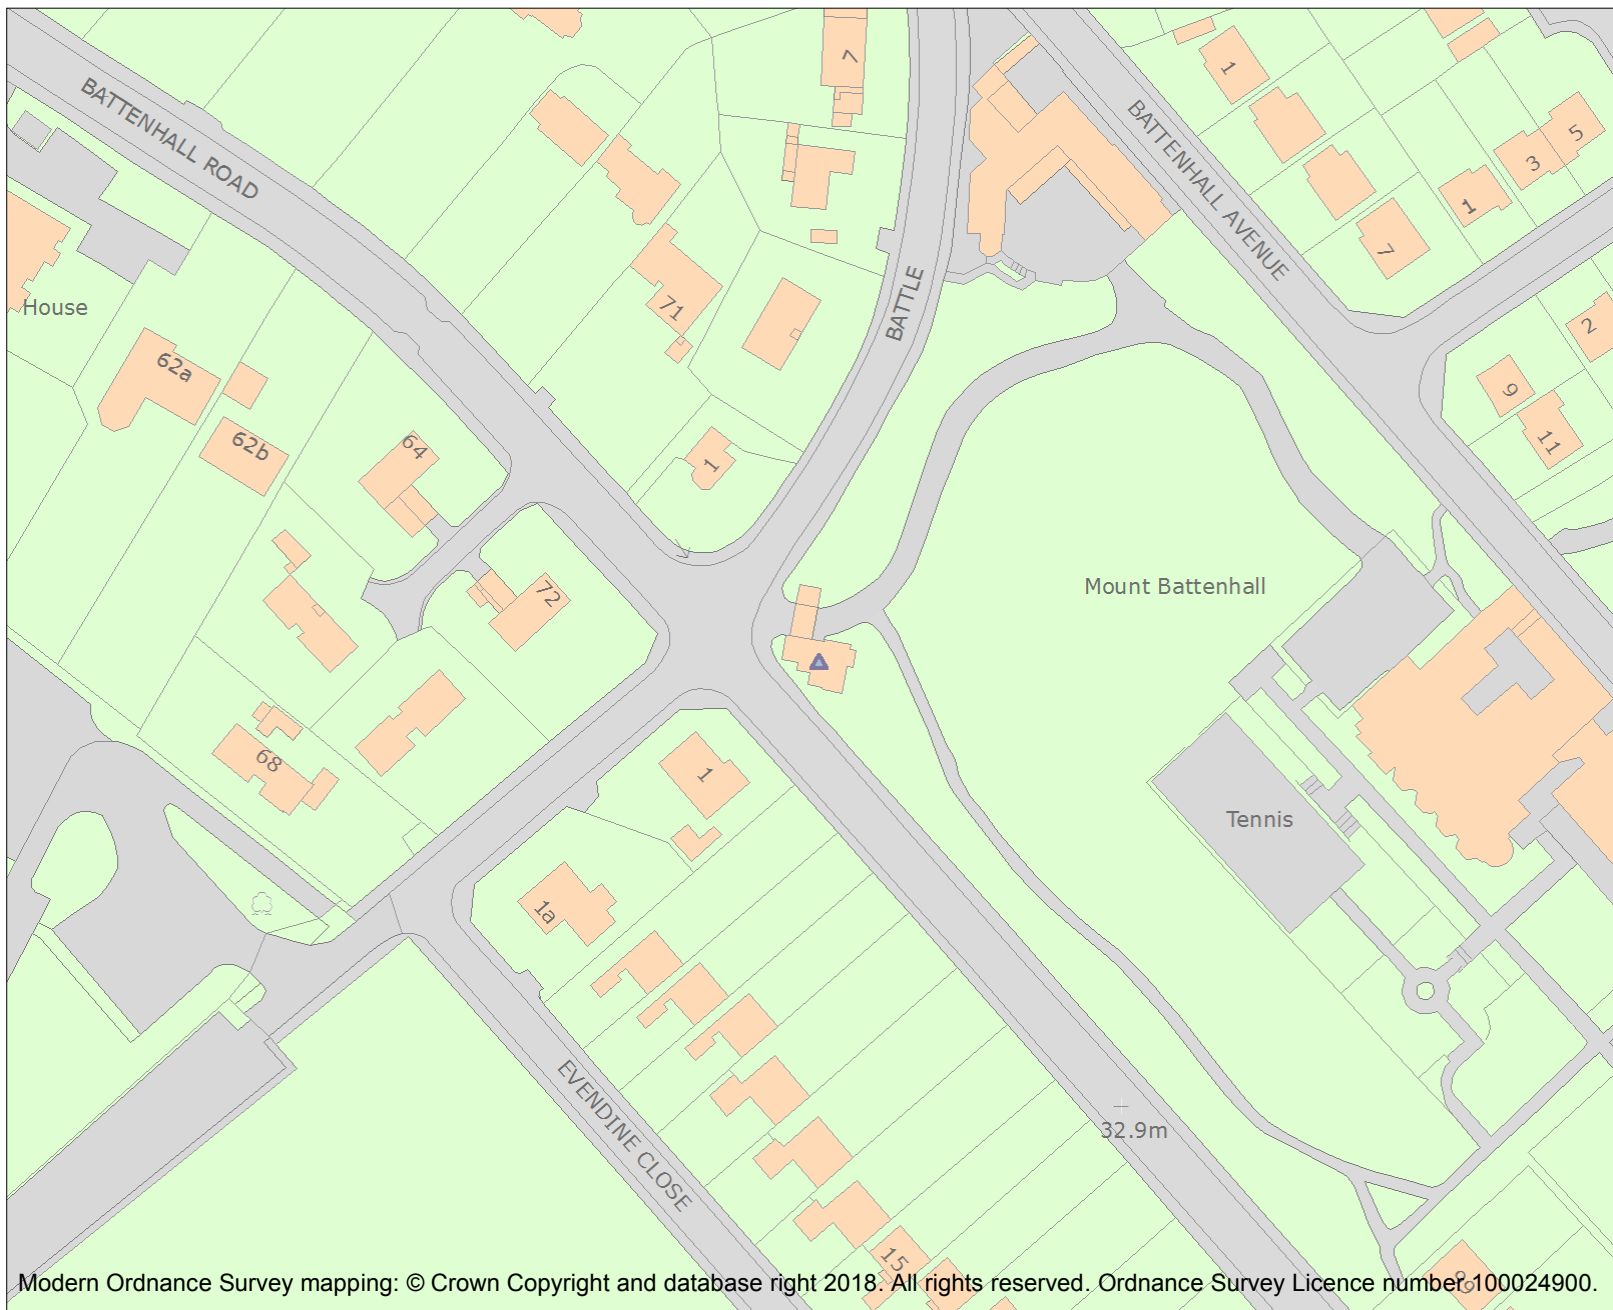 7
1
BATTENHALL ROAD
BATTENHALL AVENUE
5
3
1
7
BATTLE
House
71
2
62a
9
62b
64
1
11
72
Mount Battenhall
68
1
Tennis
1a
EVENDINE CLOSE
32.9m
15
99
Modern Ordnance Survey mapping: © Crown Copyright and database right 2018. All rights reserved. Ordnance Survey Licence number 100024900.